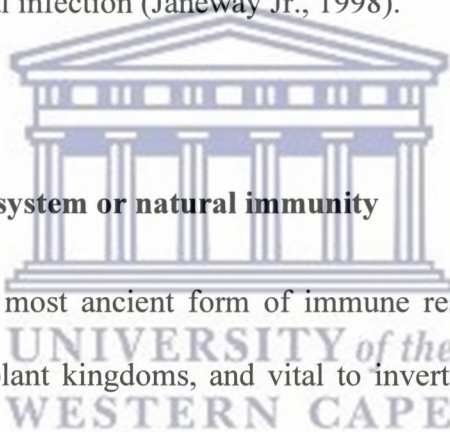 l infection (Janeway Jr., 1998).
system or natural immunity
most ancient form of immune re
UNIVERSITY of the
lant kingdoms, and vital to invert
WESTERN CAPE